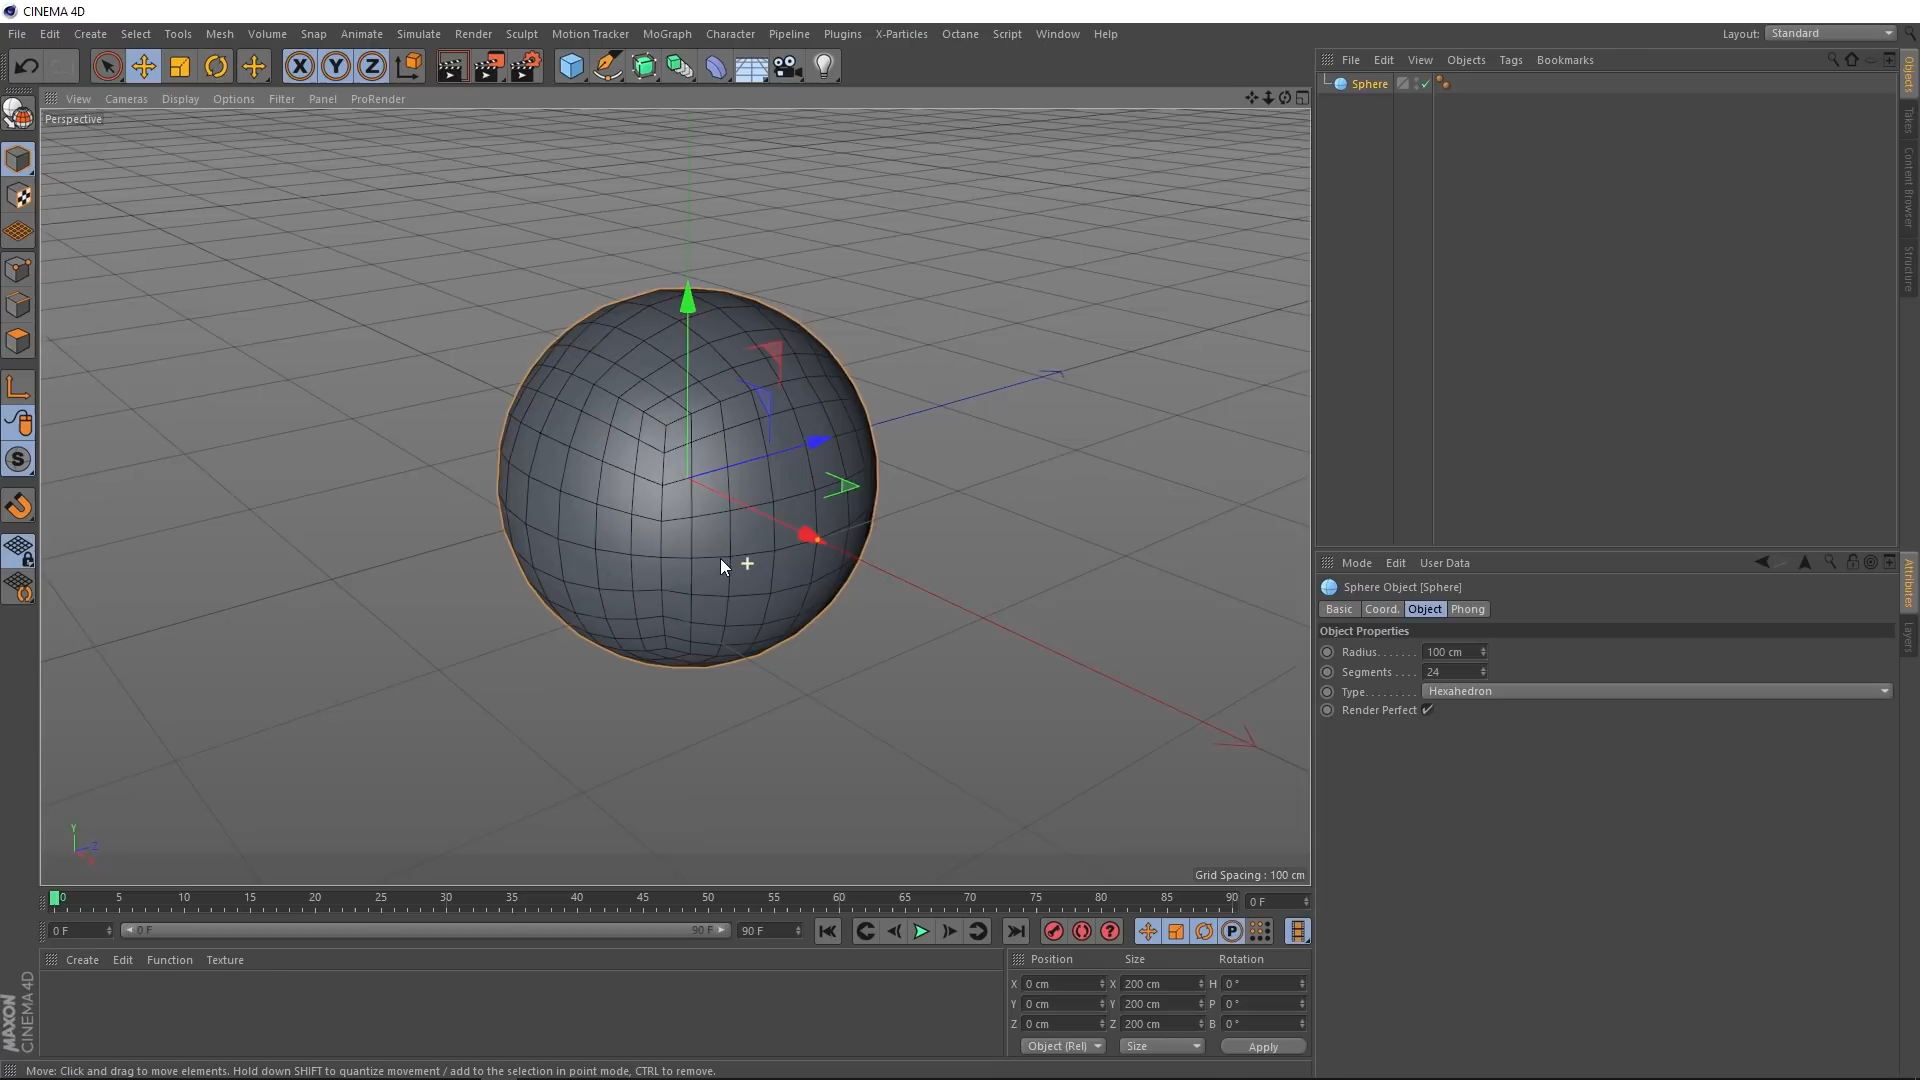 CINEMA 4D
File Edit Create Select Tools Mesh Volume Snap Animate Simulate Render Sculpt Motion Tracker MoGraph Character Pipeline Plugins X-Particles Octane Script Window Help
Layout: Standard
X Y Z
File Edit View Objects Tags Bookmarks
View Cameras Display Options Filter Panel ProRender
Perspective
Sphere
Objects
Takes
Content Browser
Structure
S
Mode Edit User Data
Sphere Object [Sphere]
Basic Coord. Object Phong
Object Properties
Radius....... 100 cm
Segments.... 24
Type......... Hexahedron
Render Perfect
Attributes
Layers
Y
Z
X
Grid Spacing : 100 cm
0 5 10 15 20 25 30 35 40 45 50 55 60 65 70 75 80 85 90 0 F
0 F 0 F 90 F 90 F P
Create Edit Function Texture
Position Size Rotation
X 0 cm X 200 cm H 0 °
Y 0 cm Y 200 cm P 0 °
Z 0 cm Z 200 cm B 0 °
Object (Rel) Size Apply
MAXON
CINEMA 4D
Move: Click and drag to move elements. Hold down SHIFT to quantize movement / add to the selection in point mode, CTRL to remove.